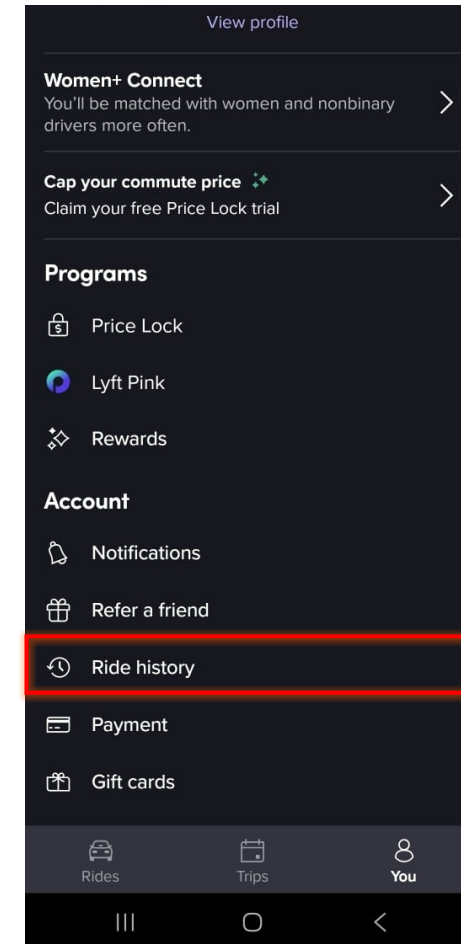 View profile
Women+ Connect
You'll be matched with women and nonbinary
drivers more often.
Cap your commute price
Claim your free Price Lock trial
Programs
Price Lock
Lyft Pink
Rewards
Account
Notifications
Refer a friend
Ride history
Payment
Gift cards
Rides Trips You